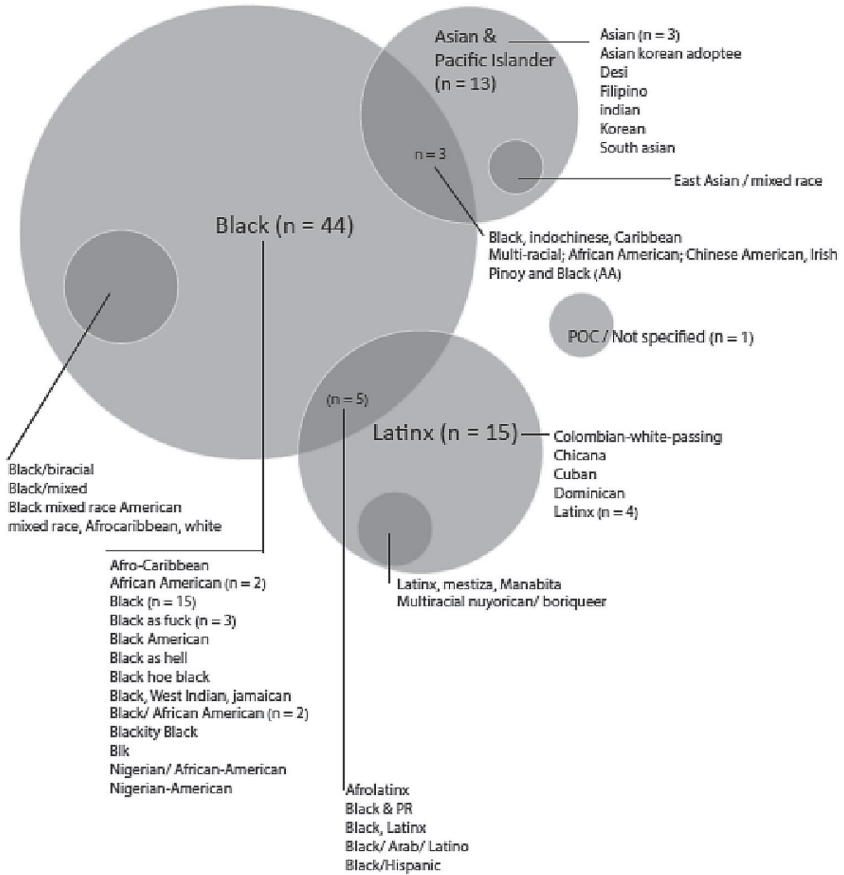 Asian &
Pacific Islander
(n = 13)
Asian (n = 3)
Asian korean adoptee
Desi
Filipino
indian
Korean
South asian
n = 3
East Asian / mixed race
Black (n = 44)
Black, indochinese, Caribbean
Multi-racial; African American; Chinese American, Irish
Pinoy and Black (AA)
POC / Not specified (n = 1)
(n = 5)
Latinx (n = 15)
Colombian-white-passing
Chicana
Cuban
Dominican
Latinx (n = 4)
Black/biracial
Black/mixed
Black mixed race American
mixed race, Afrocaribbean, white
Afro-Caribbean
African American (n = 2)
Black (n = 15)
Black as fuck (n = 3)
Black American
Black as hell
Black hoe black
Black, West Indian, jamaican
Black/ African American (n = 2)
Blackity Black
Blk
Nigerian/ African-American
Nigerian-American
Latinx, mestiza, Manabita
Multiracial nuyorican/ boriqueer
Afrolatinx
Black & PR
Black, Latinx
Black/ Arab/ Latino
Black/Hispanic